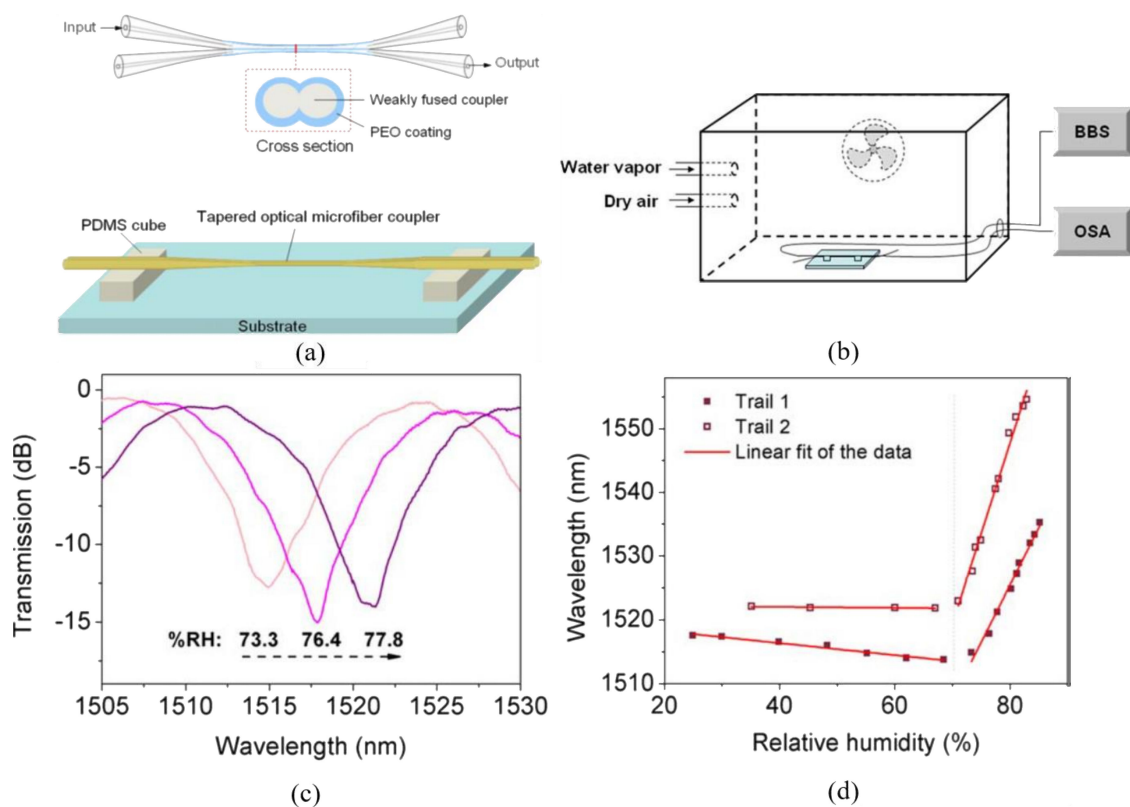 Input
Output
Weakly fused coupler
PEO coating
Cross section
PDMS cube
Tapered optical microfiber coupler
Substrate
(a)
Water vapor
Dry air
BBS
OSA
(b)
0
-5
-10
-15
Transmission (dB)
%RH: 73.3 76.4 77.8
1505 1510 1515 1520 1525 1530
Wavelength (nm)
(c)
Trail 1
Trail 2
Linear fit of the data
1550
1540
1530
1520
1510
Wavelength (nm)
20 40 60 80
Relative humidity (%)
(d)